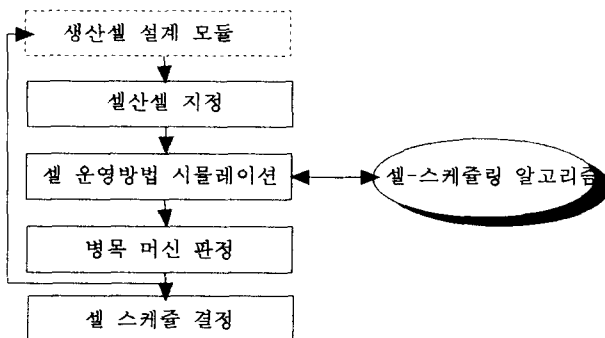 생산셀 설계 모듈
셀산셀 지정
셀 운영방법 시뮬레이션
셀-스케쥴링 알고리즘
병목 머신 판정
셀 스케쥴 결정